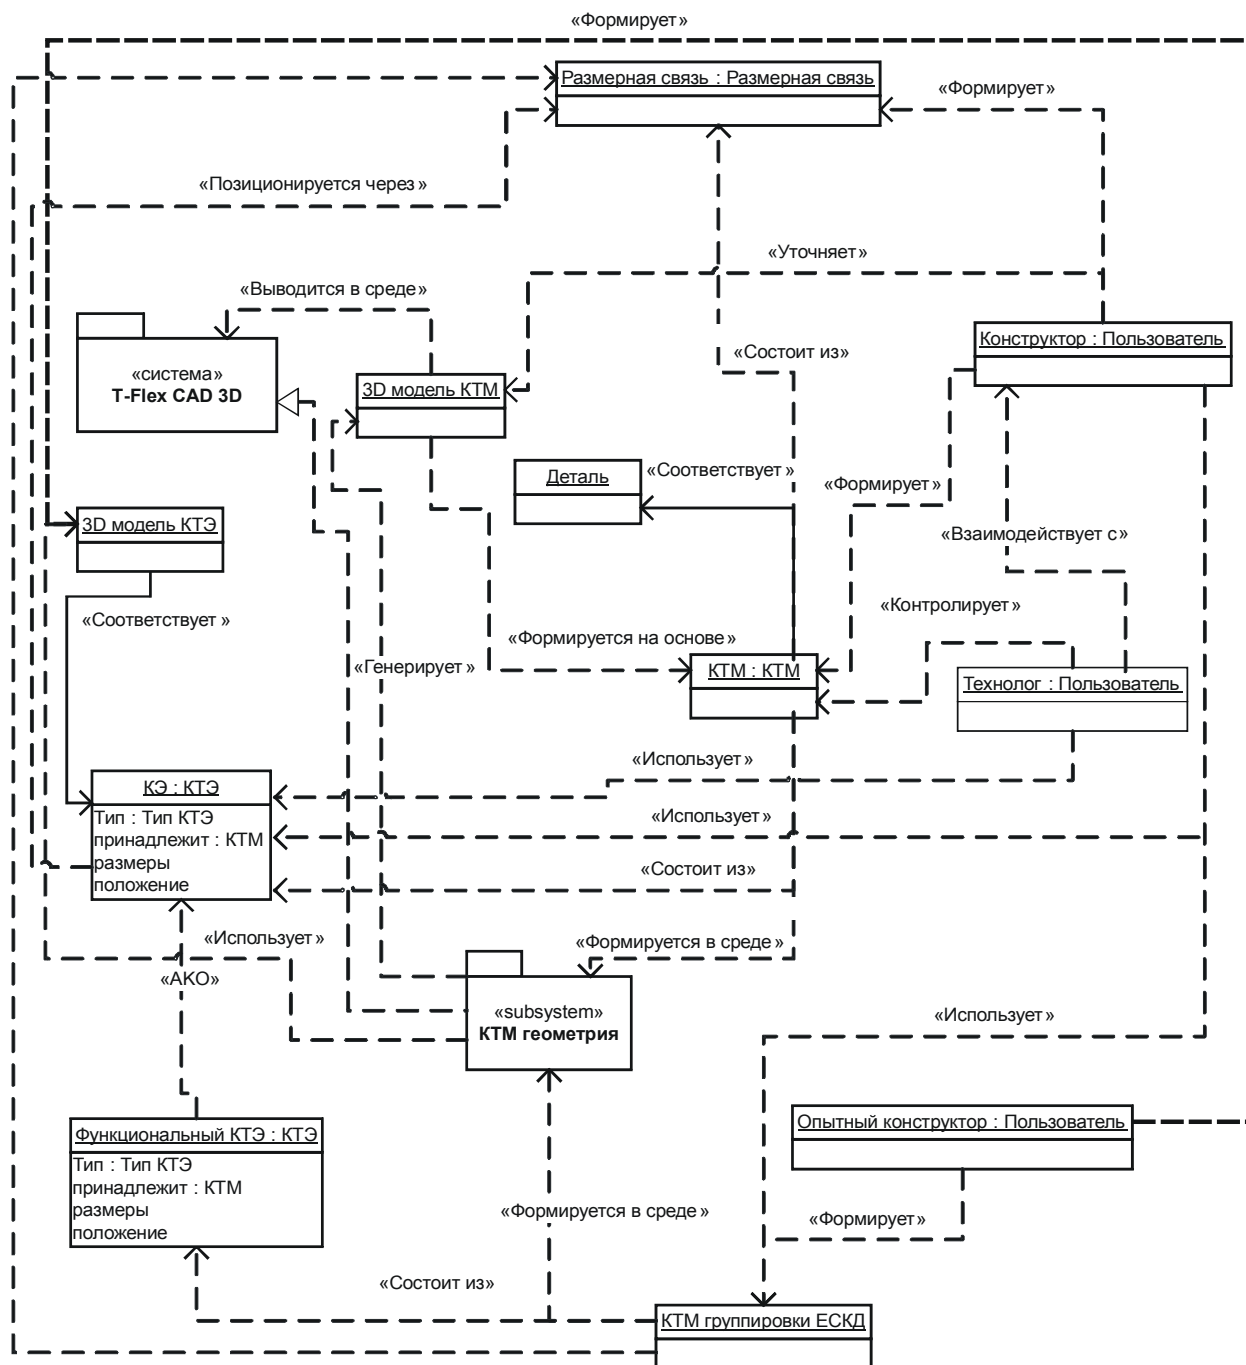 «Формирует»
Размерная связь : Размерная связь
«Формирует»
«Позиционируется через»
«Уточняет»
«Выводится в среде»
«Состоит из»
Конструктор : Пользователь
«система»
T-Flex CAD 3D
3D модель КТМ
Деталь
«Соответствует»
«Формирует»
3D модель КТЭ
«Взаимодействует с»
«Соответствует»
«Контролирует»
«Генерирует»
«Формируется на основе»
КТМ : КТМ
Технолог : Пользователь
«Использует»
КЭ : КТЭ
Тип : Тип КТЭ
принадлежит : КТМ
размеры
положение
«Использует»
«Состоит из»
«Использует»
«Формируется в среде»
«АКО»
«subsystem»
КТМ геометрия
«Использует»
Опытный конструктор : Пользователь
Функциональный КТЭ : КТЭ
Тип : Тип КТЭ
принадлежит : КТМ
размеры
положение
«Формируется в среде»
«Формирует»
«Состоит из»
КТМ группировки ЕСКД